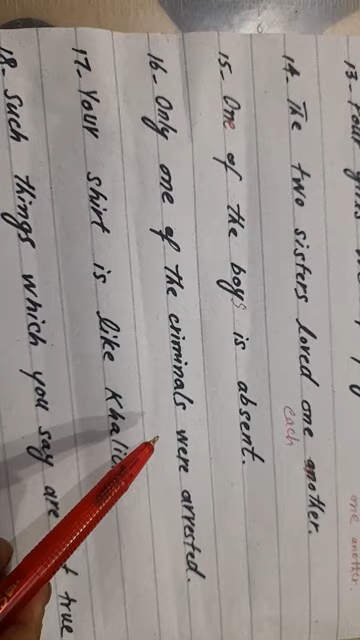 one another.
14. The two sisters loved one another.
each
15. One of the boys is absent.
16. Only one of the criminals were arrested.
17. Your shirt is like
18. Such things which you say are true